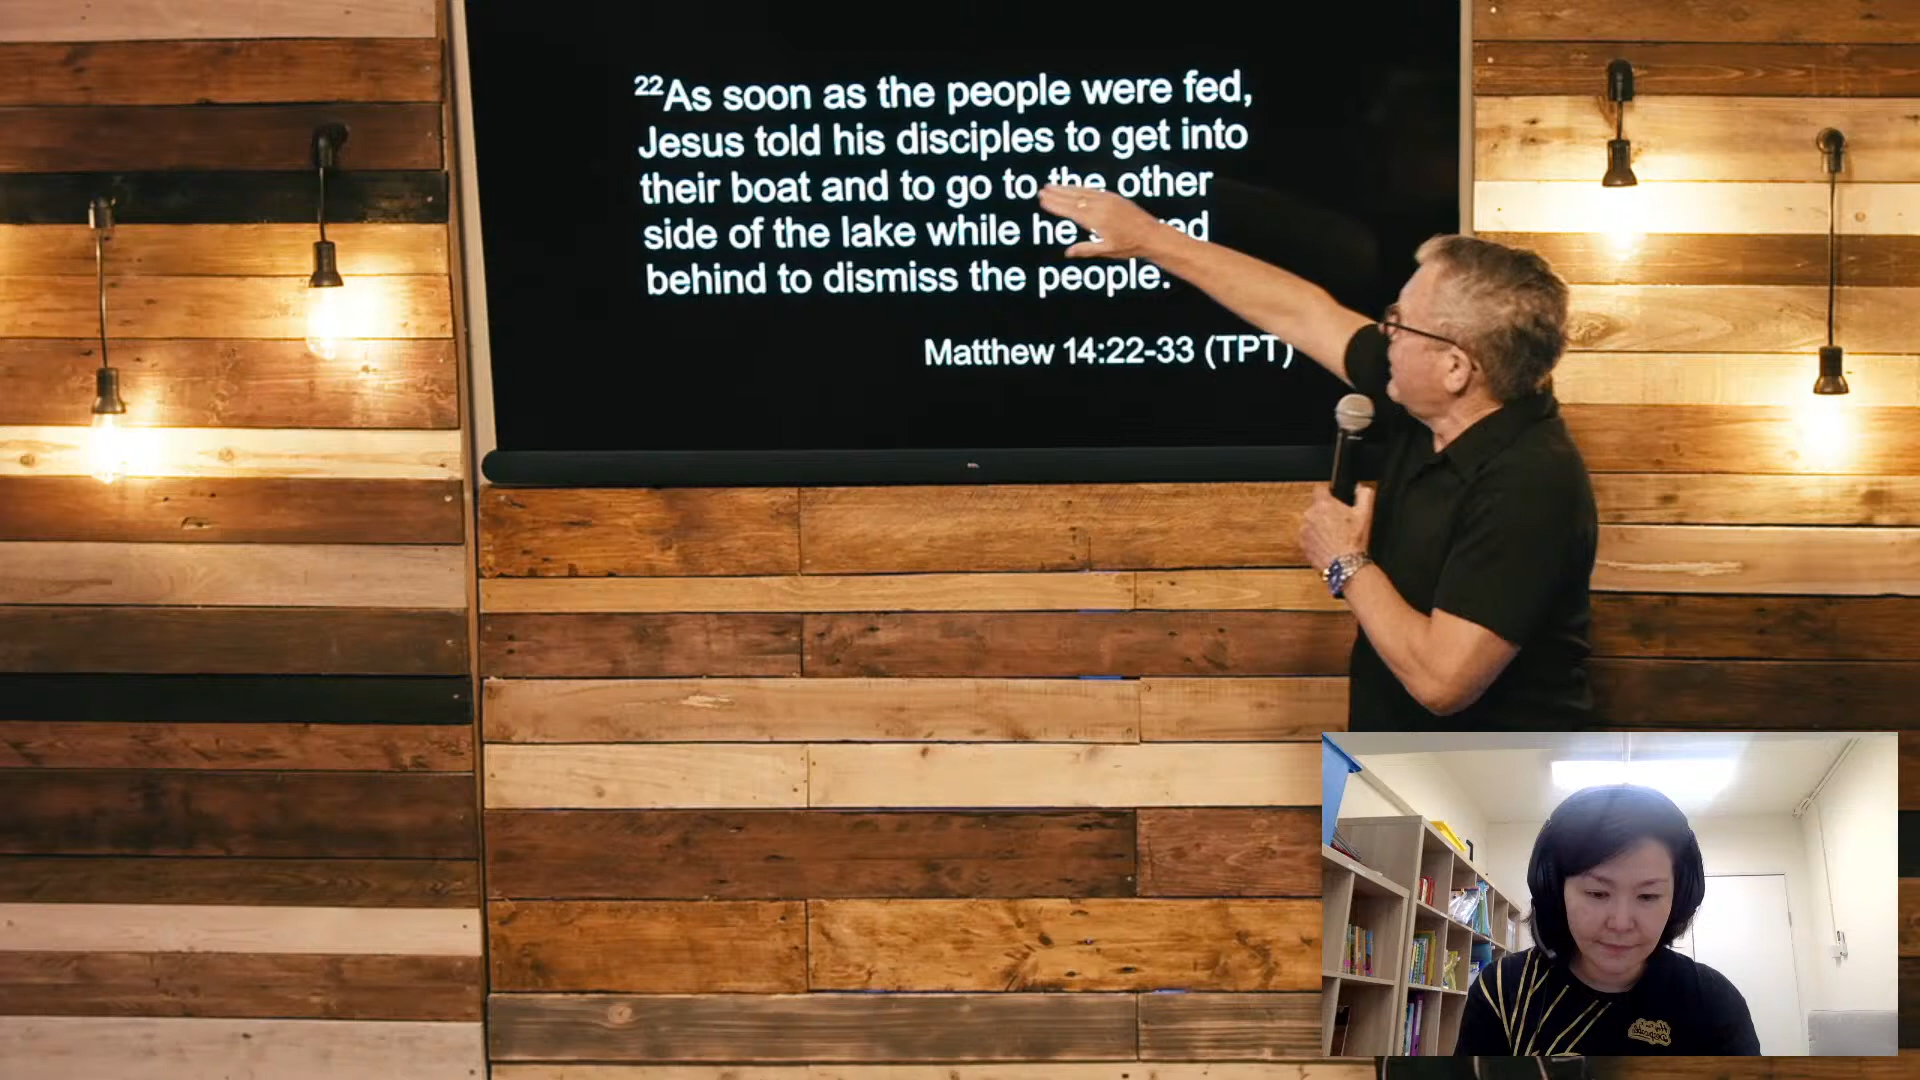 22As soon as the people were fed,
Jesus told his disciples to get into
their boat and to go to the other
side of the lake while he
behind to dismiss the people.
Matthew 14:22-33 (TPT)